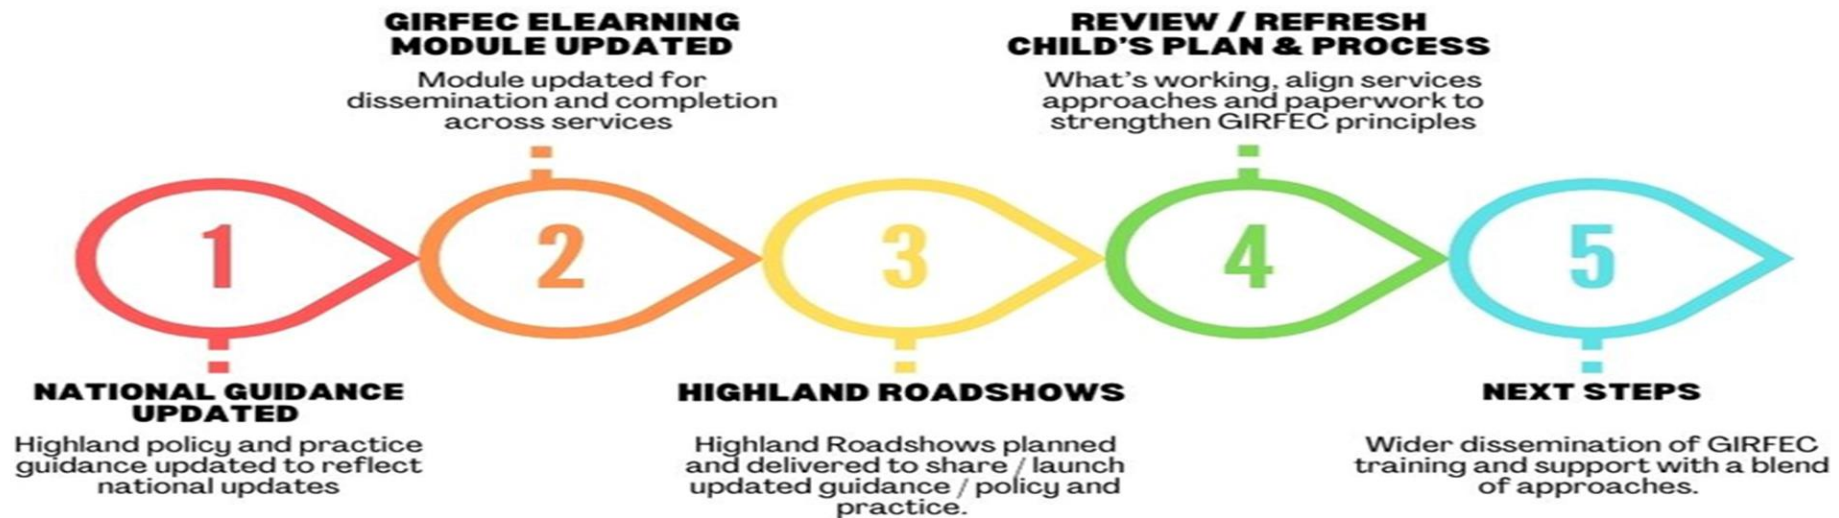 GIRFEC ELEARNING
MODULE UPDATED
Module updated for
dissemination and completion
across services
REVIEW / REFRESH
CHILD'S PLAN & PROCESS
What's working, align services
approaches and paperwork to
strengthen GIRFEC principles
1
2
3
4
5
NATIONAL GUIDANCE
UPDATED
Highland policy and practice
guidance updated to reflect
national updates
HIGHLAND ROADSHOWS
Highland Roadshows planned
and delivered to share / launch
updated guidance / policy and
practice.
NEXT STEPS
Wider dissemination of GIRFEC
training and support with a blend
of approaches.